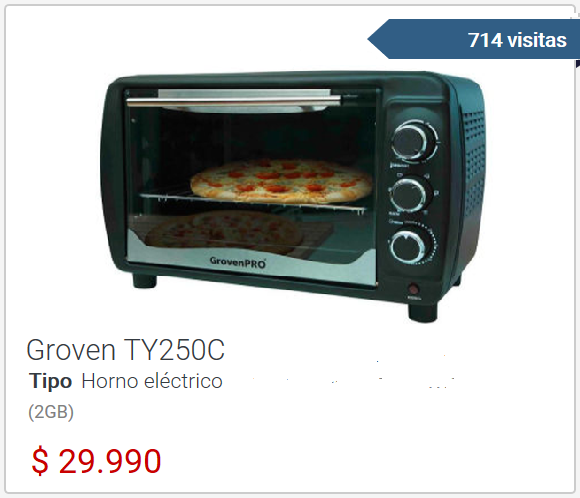 714 visitas
GrovenPRO
Groven TY250C
Tipo Horno eléctrico
(2GB)
$ 29.990